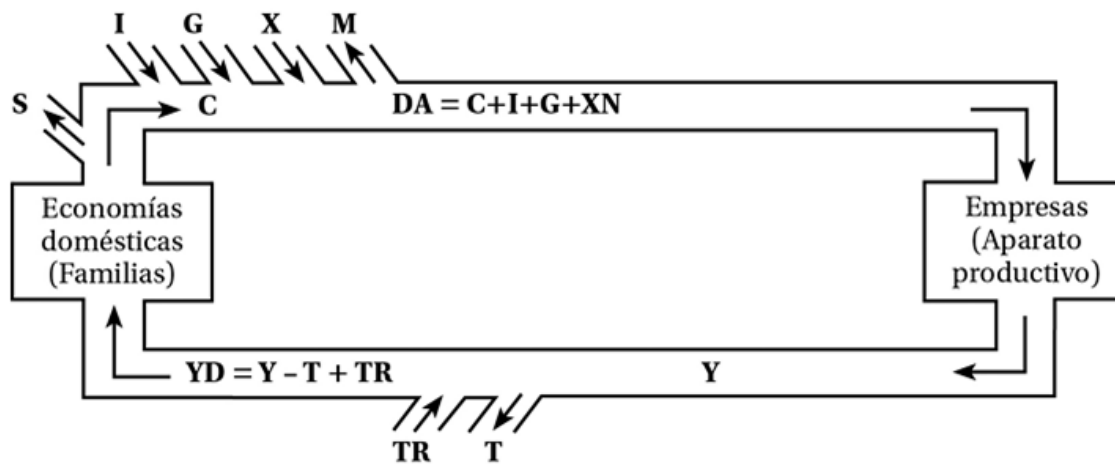 I G X M
S
C
DA = C+I+G+XN
Economías
domésticas
(Familias)
Empresas
(Aparato
productivo)
YD = Y – T + TR
Y
TR T